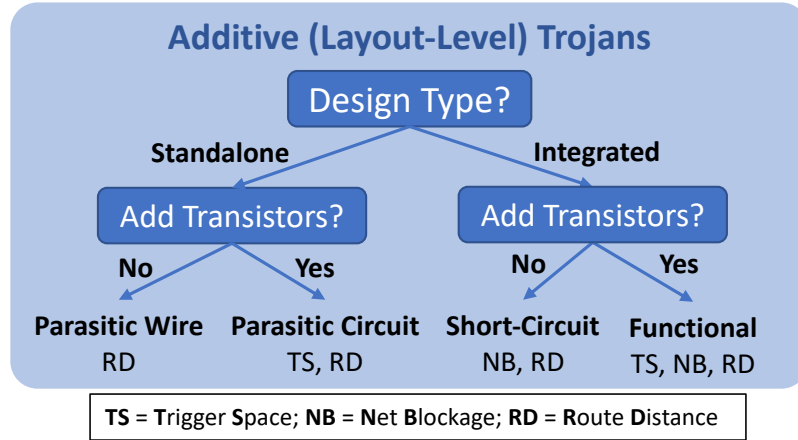 Additive (Layout-Level) Trojans
Design Type?
Standalone
Integrated
Add Transistors?
Add Transistors?
No
Yes
No
Yes
Parasitic Wire
RD
Parasitic Circuit
TS, RD
Short-Circuit
NB, RD
Functional
TS, NB, RD
TS = Trigger Space; NB = Net Blockage; RD = Route Distance